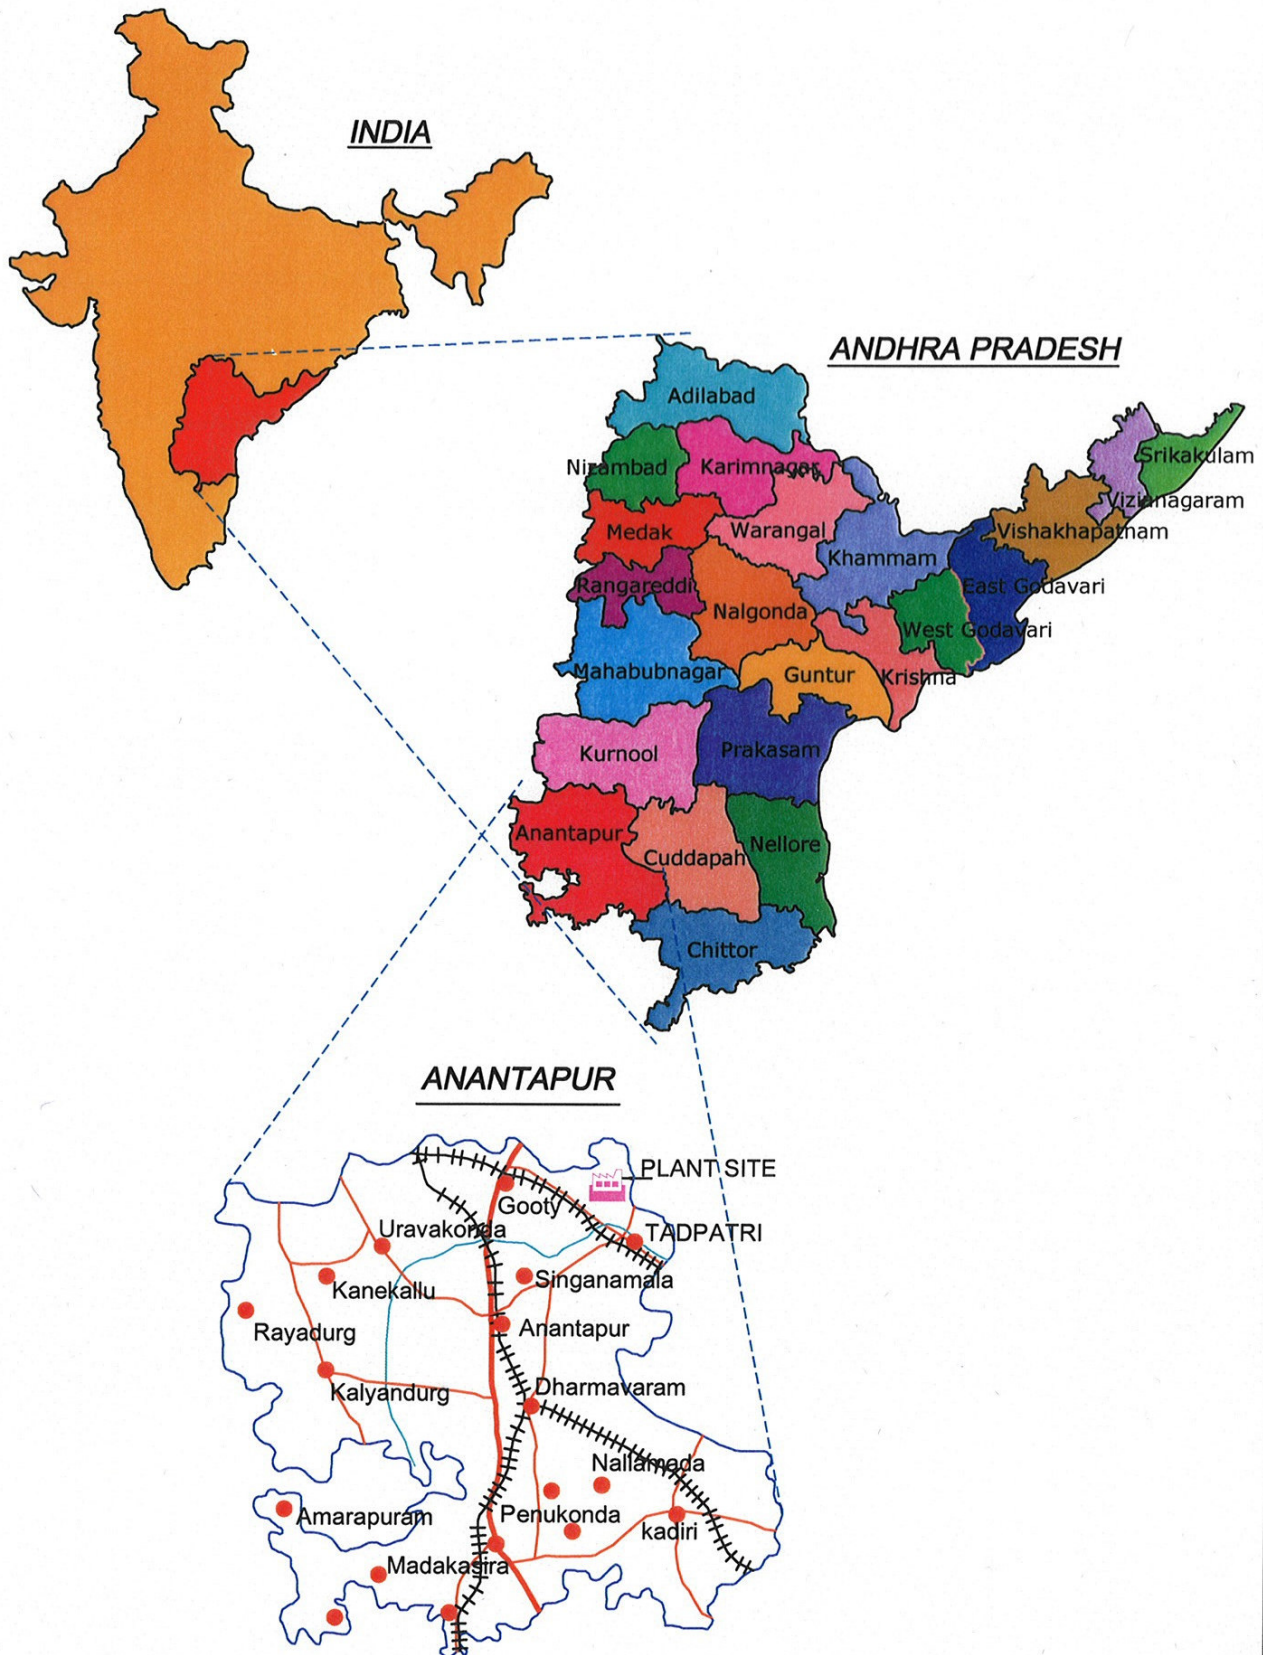 INDIA
ANDHRA PRADESH
Adilabad
Srikakulam
Nizambad
Karimnagar
Vizianagaram
Medak
Warangal
Vishakhapatnam
Khammam
Rangareddi
East Godavari
Nalgonda
West Godavari
Mahabubnagar
Guntur
Krishna
Kurnool
Prakasam
Anantapur
Nellore
Cuddapah
Chittor
ANANTAPUR
PLANT SITE
Gooty
Uravakonda
TADPATRI
Singanamala
Kanekallu
Anantapur
Rayadurg
Dharmavaram
Kalyandurg
Nallamada
Penukonda
Amarapuram
kadiri
Madakasira